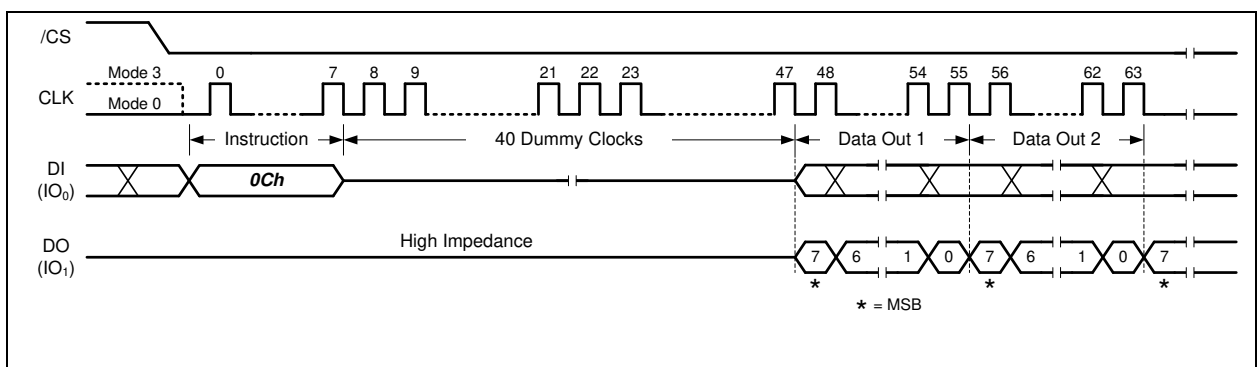 /CS
Mode 3 0 7 8 9 21 22 23 47 48 54 55 56 62 63
CLK
Mode 0
Instruction 40 Dummy Clocks Data Out 1 Data Out 2
DI
(IO₀)
0Ch
DO
(IO₁)
High Impedance
7 6 1 0 7 6 1 0 7
* * *
* = MSB